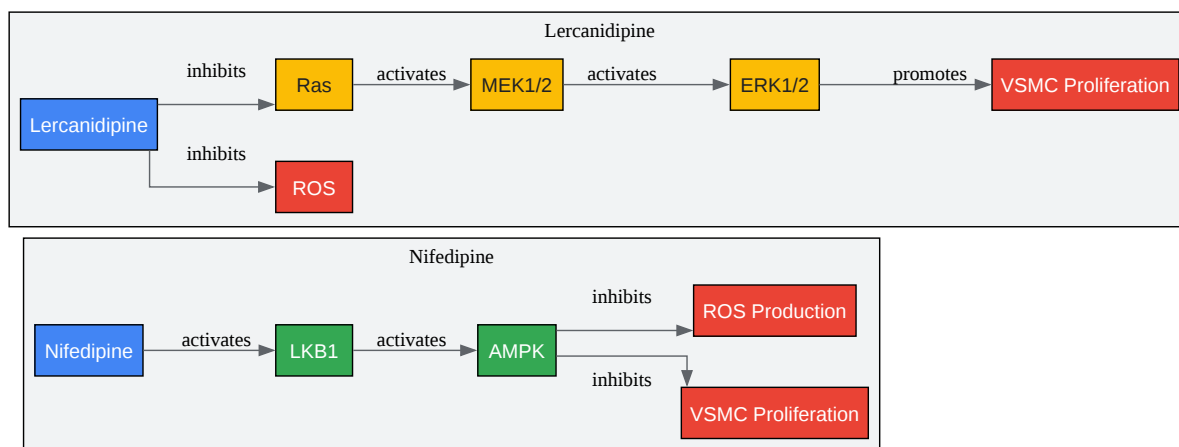 Lercanidipine
inhibits
Ras
activates
MEK1/2
activates
ERK1/2
promotes
VSMC Proliferation
Lercanidipine
inhibits
ROS
Nifedipine
Nifedipine
activates
LKB1
activates
AMPK
inhibits
ROS Production
inhibits
VSMC Proliferation